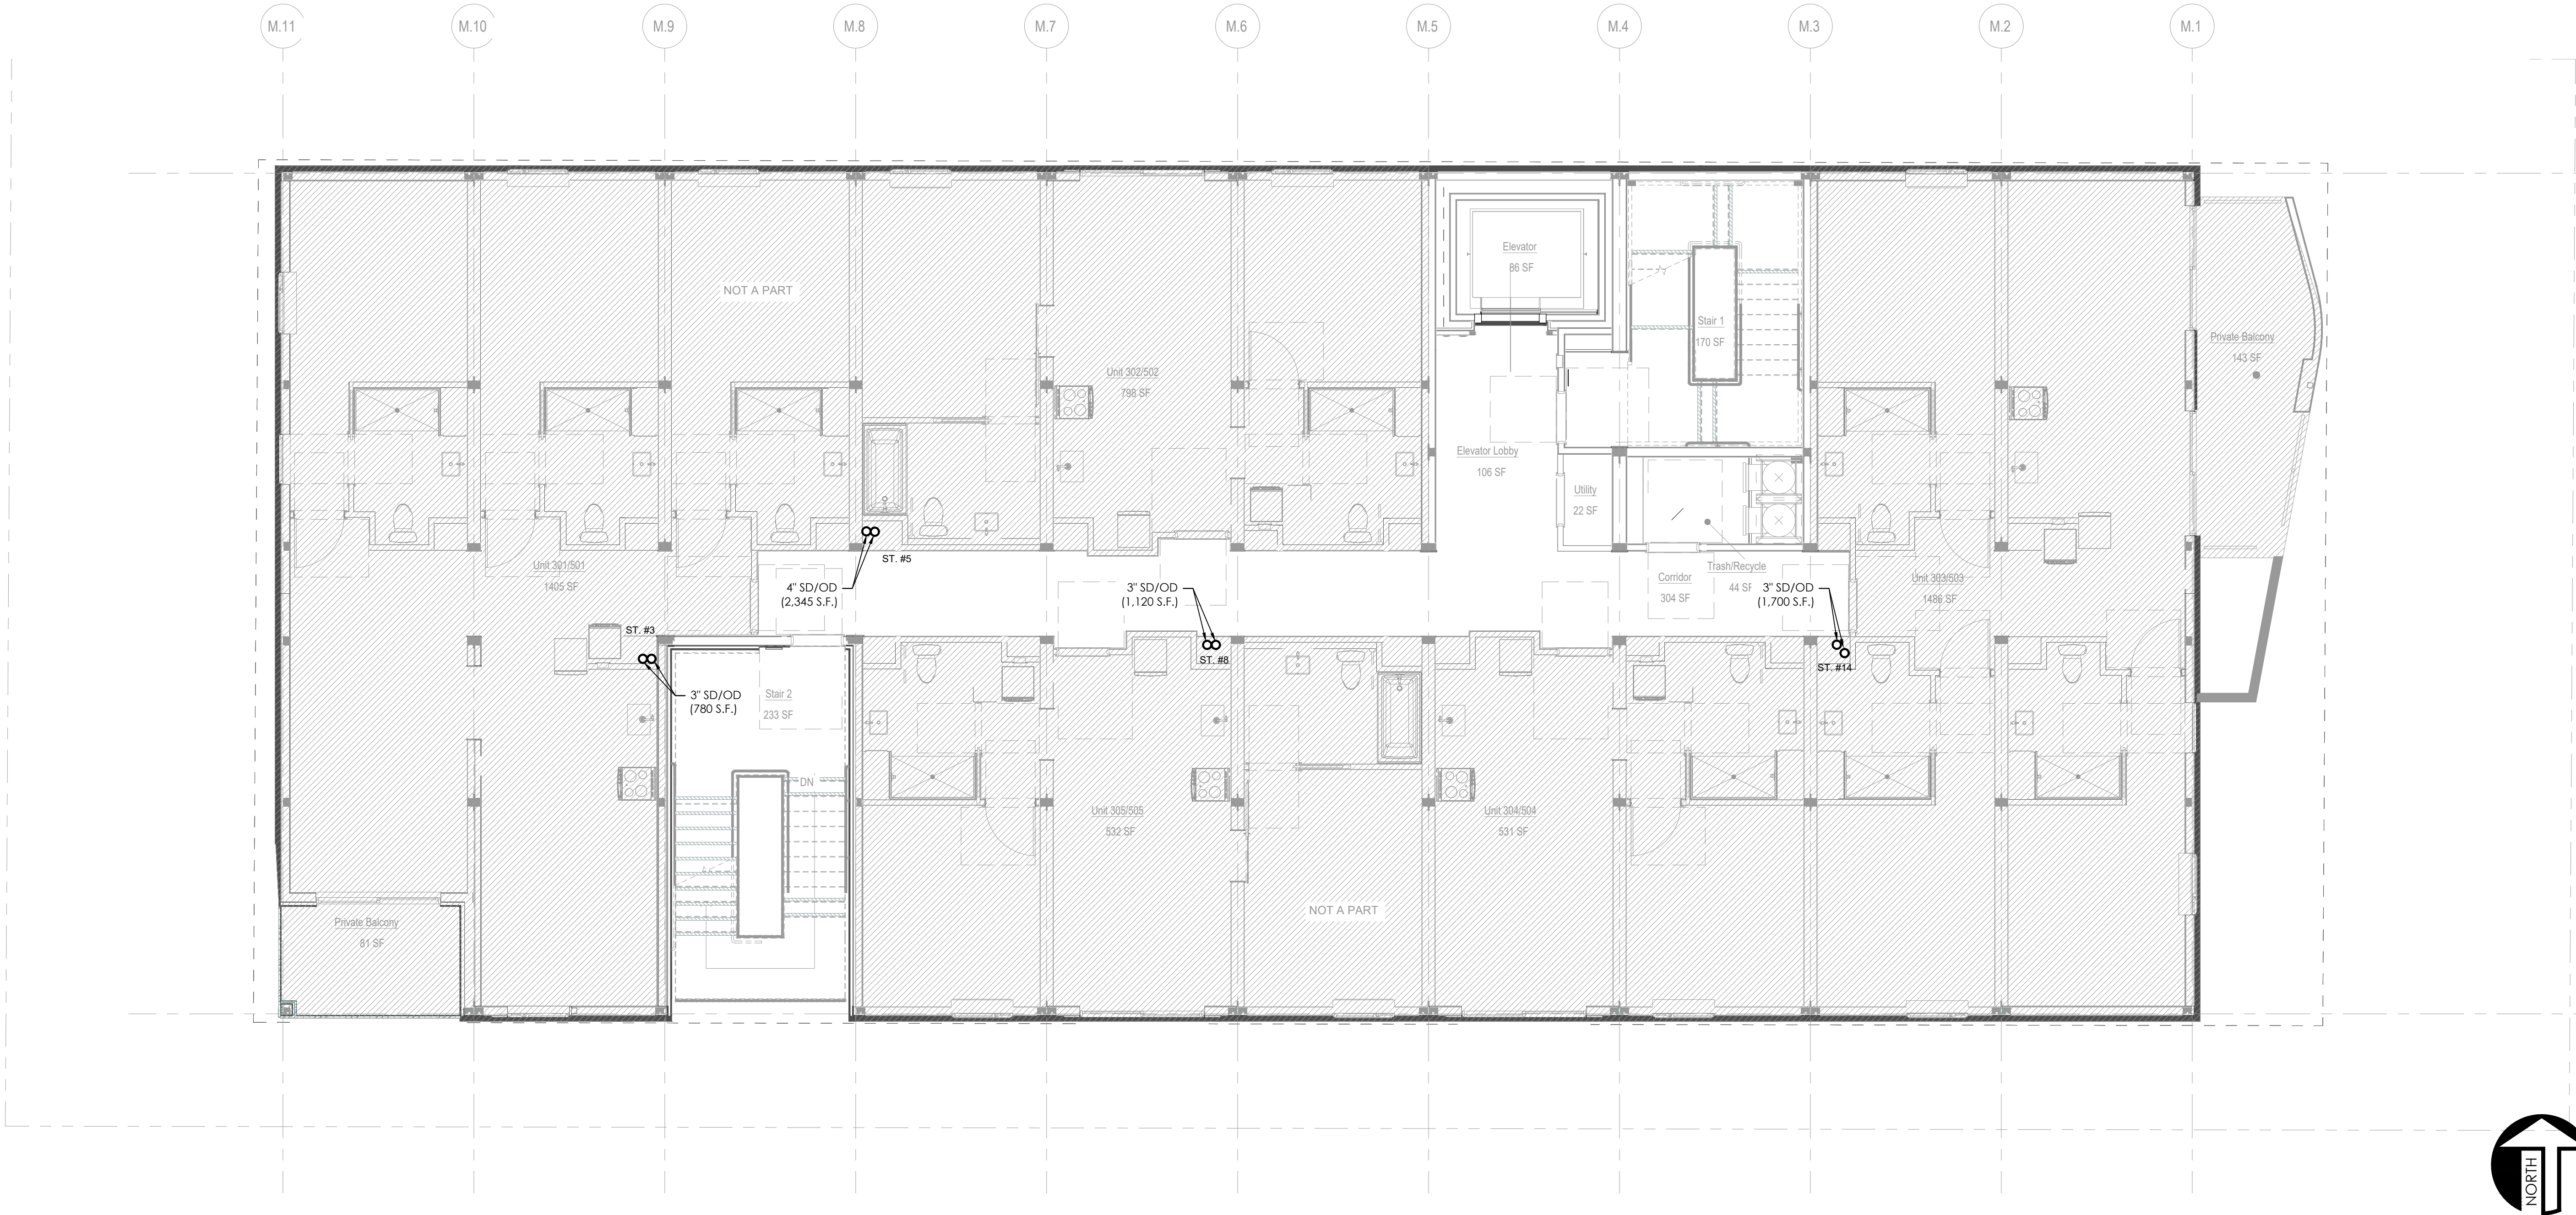 M.11
M.10
M.9
M.8
M.7
M.6
M.5
M.4
M.3
M.2
M.1
NOT A PART
Elevator
86 SF
Stair 1
170 SF
Private Balcony
143 SF
Unit 302/502
798 SF
Elevator Lobby
106 SF
Utility
22 SF
ST. #5
Unit 301/501
1405 SF
4" SD/OD
(2,345 S.F.)
3" SD/OD
(1,120 S.F.)
Corridor
304 SF
Trash/Recycle
44 SF
3" SD/OD
(1,700 S.F.)
Unit 303/503
1486 SF
ST. #3
ST. #8
ST. #14
3" SD/OD
(780 S.F.)
Stair 2
233 SF
DN
Unit 305/505
532 SF
Unit 304/504
531 SF
NOT A PART
Private Balcony
81 SF
NORTH